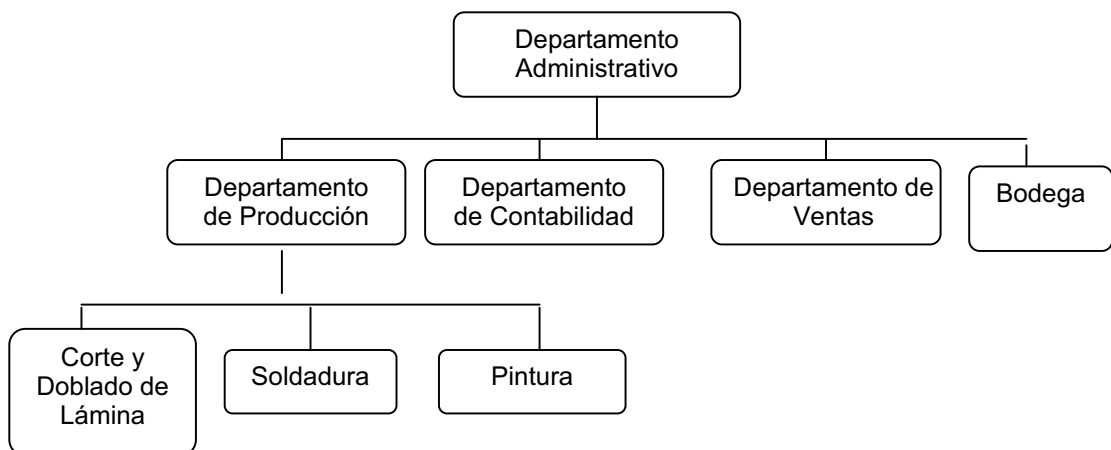 Departamento
Administrativo
Departamento
de Producción
Departamento
de Contabilidad
Departamento de
Ventas
Bodega
Corte y
Doblado de
Lámina
Soldadura
Pintura